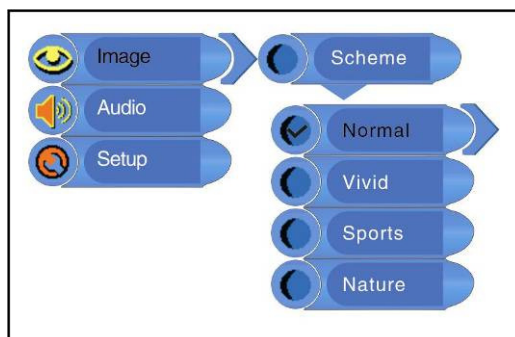 Image
Audio
Setup
Scheme
Normal
Vivid
Sports
Nature